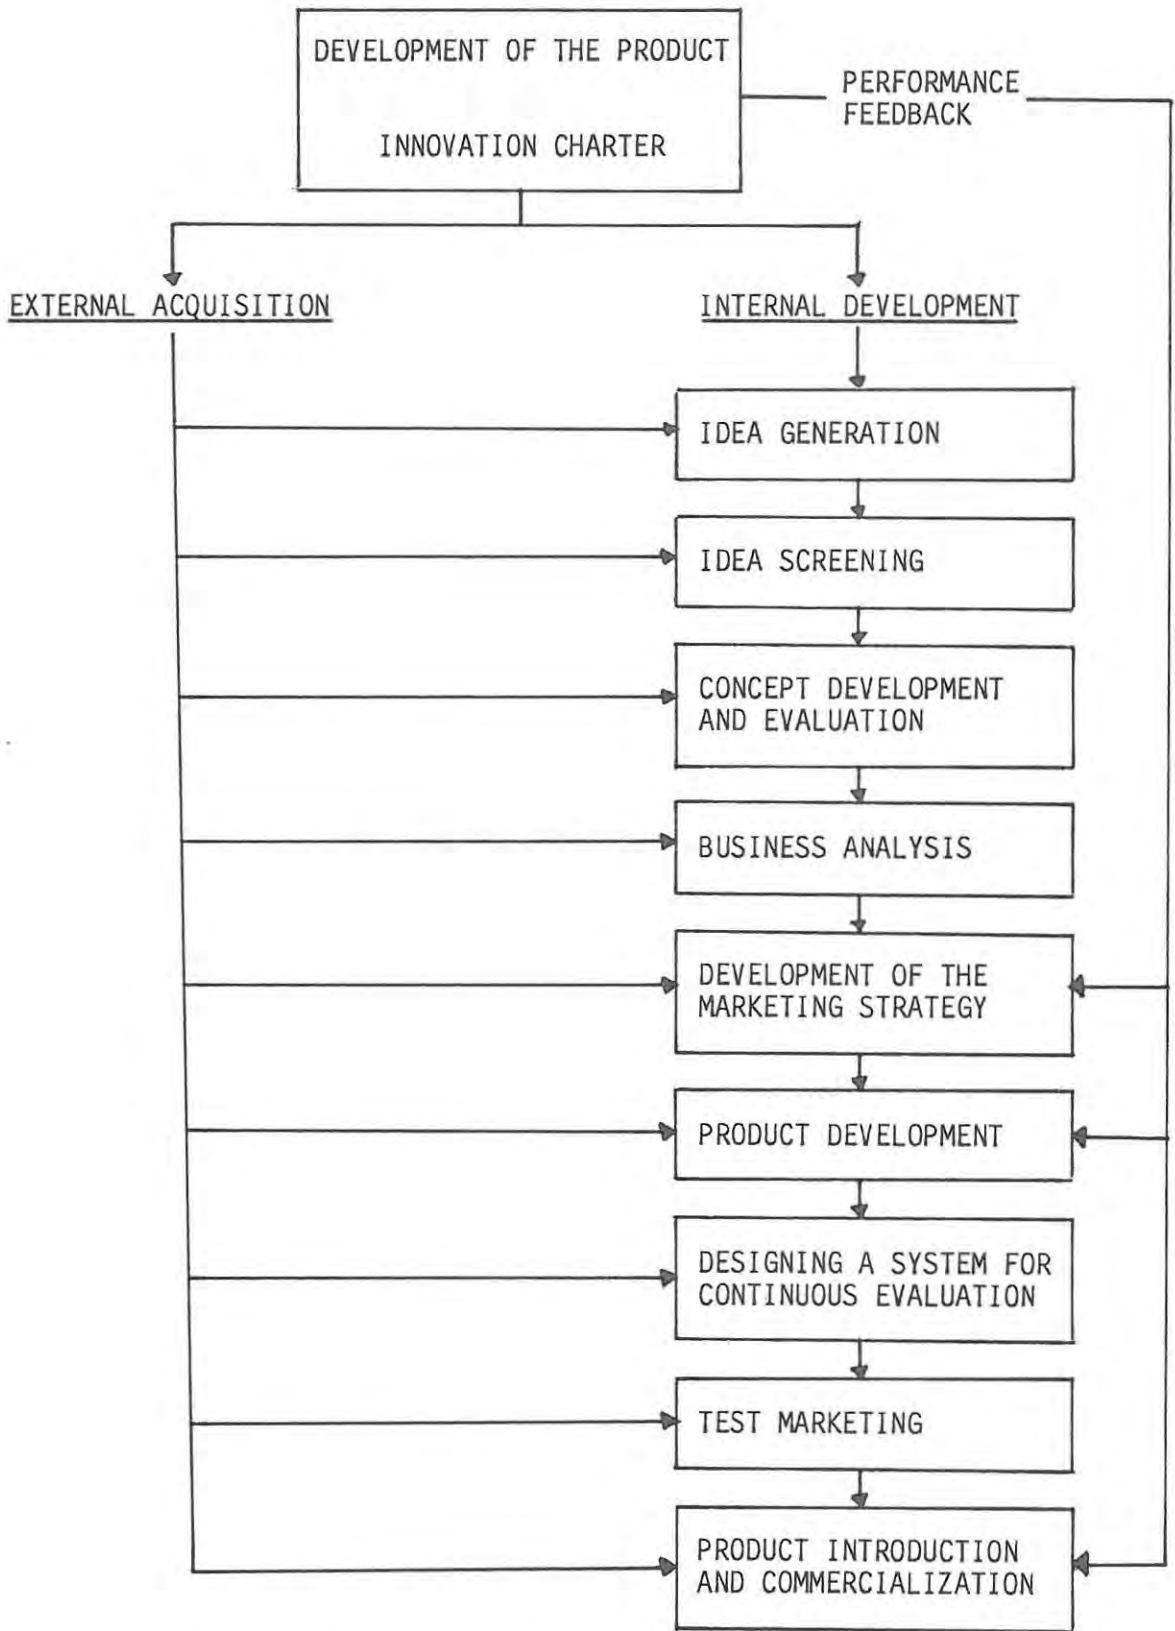 DEVELOPMENT OF THE PRODUCT
INNOVATION CHARTER
PERFORMANCE
FEEDBACK
EXTERNAL ACQUISITION
INTERNAL DEVELOPMENT
IDEA GENERATION
IDEA SCREENING
CONCEPT DEVELOPMENT
AND EVALUATION
BUSINESS ANALYSIS
DEVELOPMENT OF THE
MARKETING STRATEGY
PRODUCT DEVELOPMENT
DESIGNING A SYSTEM FOR
CONTINUOUS EVALUATION
TEST MARKETING
PRODUCT INTRODUCTION
AND COMMERCIALIZATION